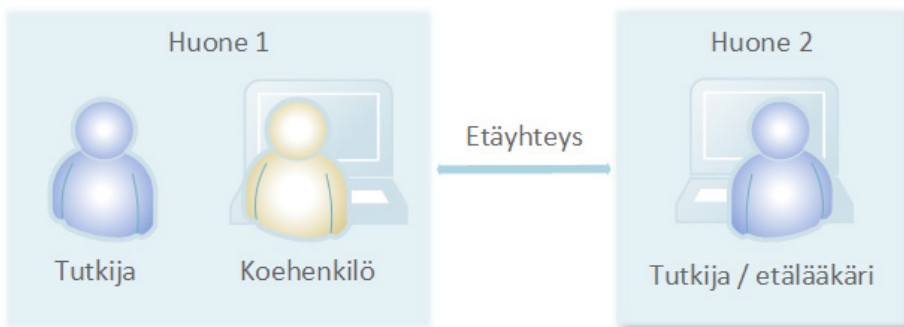 Huone 1
Tutkija
Koehenkilö
Etäyhteys
Huone 2
Tutkija / etälääkäri